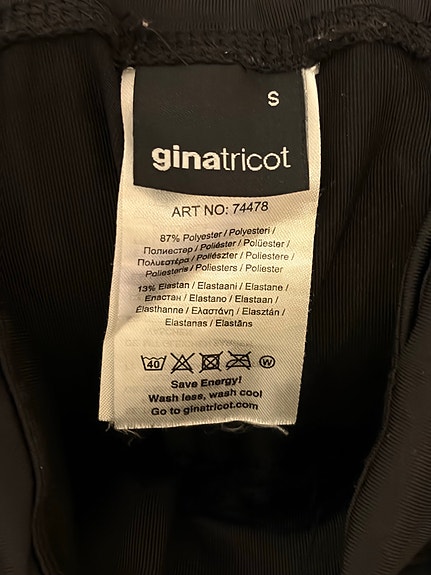 S
ginatricot
ART NO: 74478
87% Polyester / Polyesteri /
Полиестер / Poliéster / Polüester /
Πολυεστέρα / Poliészter / Poliestere /
Poliesteris / Poliesters / Poliester
13% Elastan / Elastaani / Elastane /
Еластан / Elastano / Elastaan /
Élasthanne / Ελαστάνη / Elasztán /
Elastanas / Elastāns
40 W
Save Energy!
Wash less, wash cool
Go to ginatricot.com